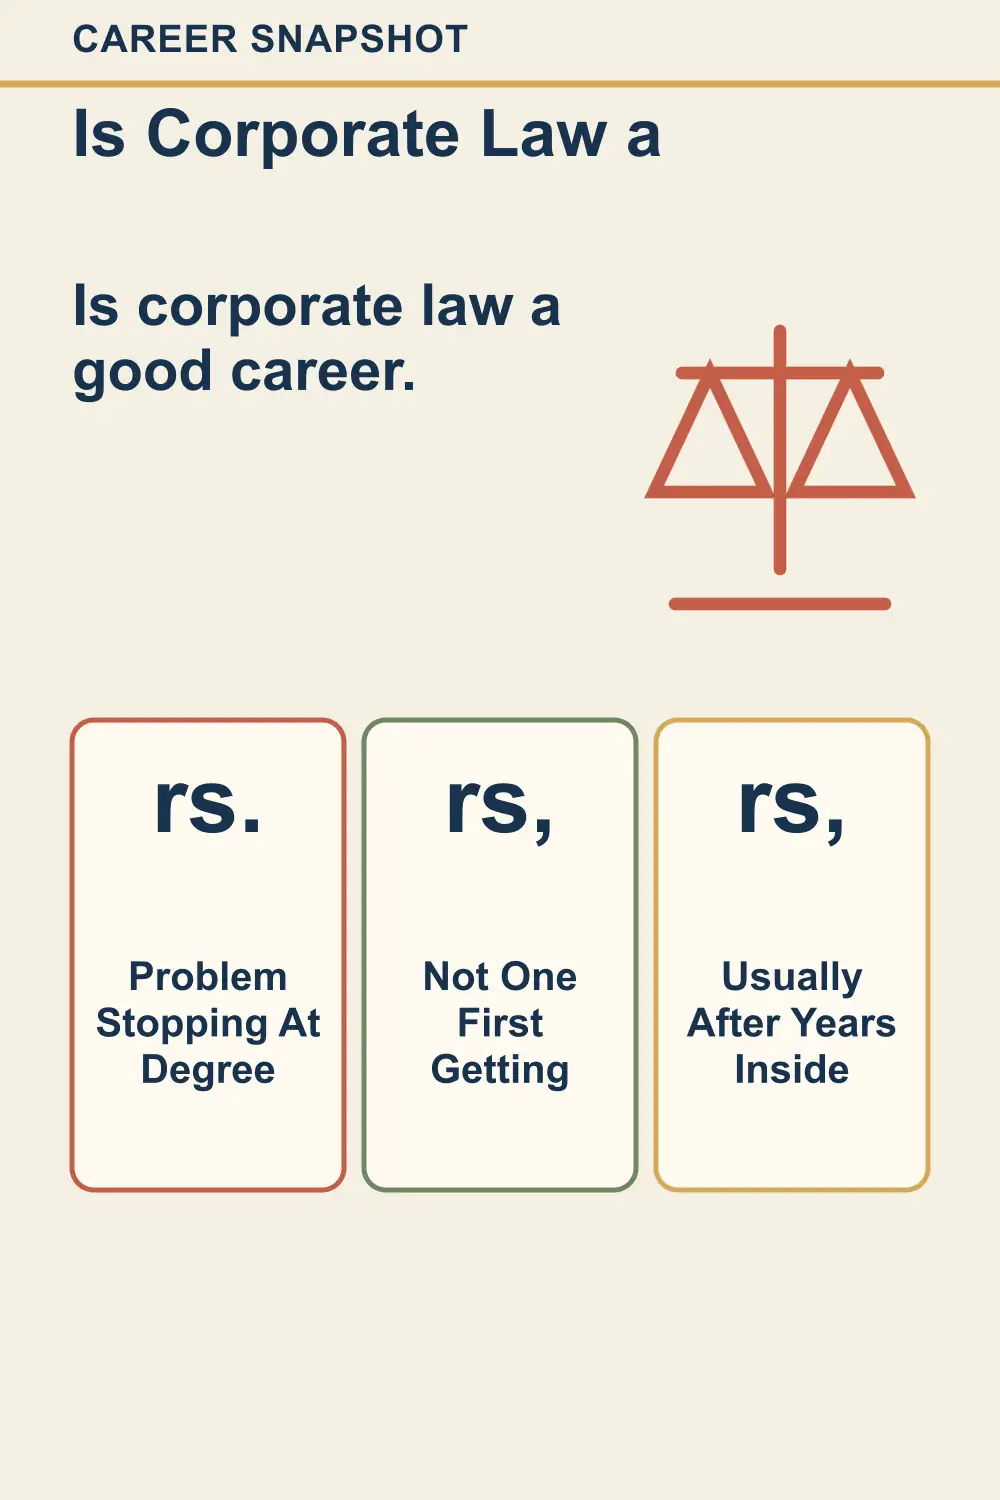 CAREER SNAPSHOT
Is Corporate Law a
Is corporate law a
good career.
rs.
Problem
Stopping At
Degree
rs,
Not One
First
Getting
rs,
Usually
After Years
Inside